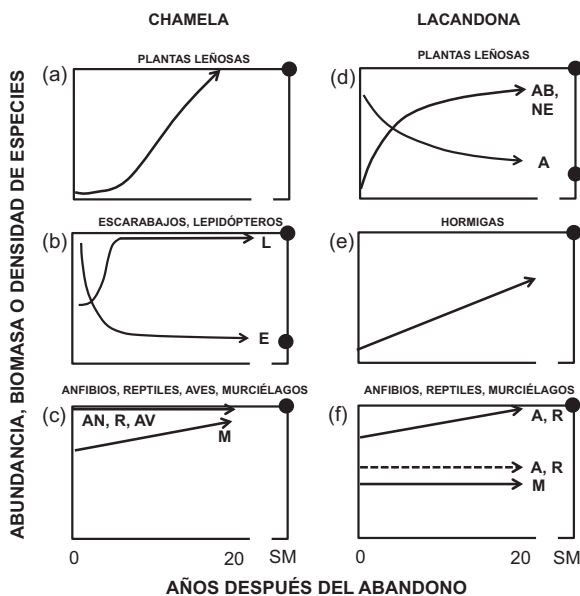 CHAMELA
LACANDONA
ABUNDANCIA, BIOMASA O DENSIDAD DE ESPECIES
(a)
PLANTAS LEÑOSAS
(d)
PLANTAS LEÑOSAS
AB,
NE
A
(b)
ESCARABAJOS, LEPIDÓPTEROS
L
E
(e)
HORMIGAS
ANFIBIOS, REPTILES, AVES, MURCIÉLAGOS
(c)
AN, R, AV
M
0
20
SM
ANFIBIOS, REPTILES, MURCIÉLAGOS
(f)
A, R
A, R
M
0
20
SM
AÑOS DESPUÉS DEL ABANDONO